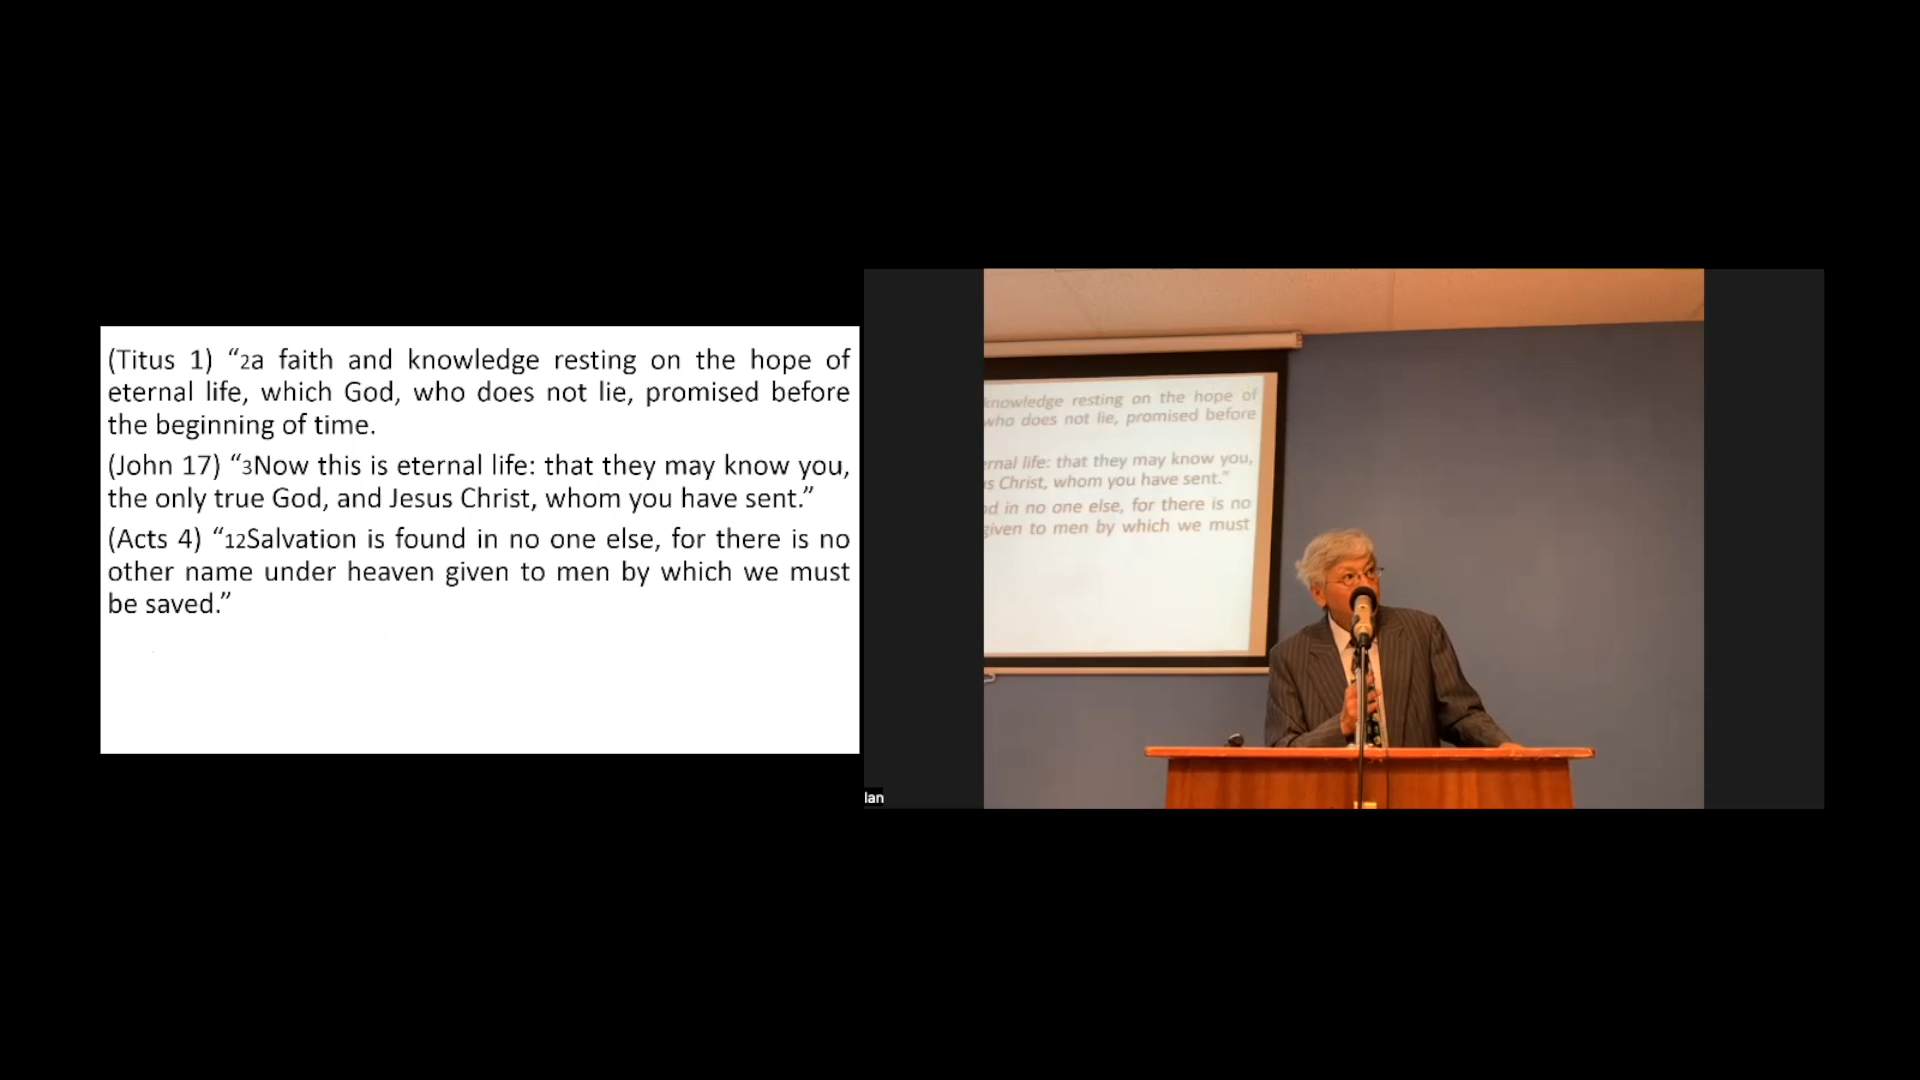 (Titus 1) “2a faith and knowledge resting on the hope of
eternal life, which God, who does not lie, promised before
the beginning of time.
(John 17) “3Now this is eternal life: that they may know you,
the only true God, and Jesus Christ, whom you have sent.”
(Acts 4) “12Salvation is found in no one else, for there is no
other name under heaven given to men by which we must
be saved.”
knowledge resting on the hope of
who does not lie, promised before
ernal life: that they may know you,
s Christ, whom you have sent.”
d in no one else, for there is no
given to men by which we must
lan